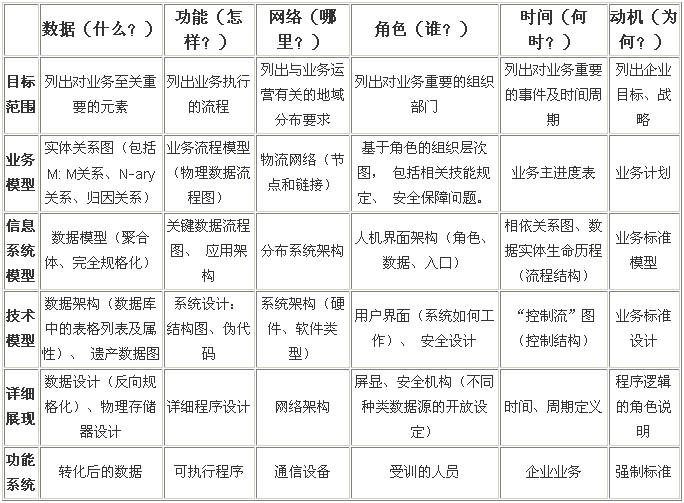 数据（什么？）
功能（怎
样？）
网络（哪
里？）
角色（谁？）
时间（何
时？）
动机（为
何？）
目标
范围
列出对业务至关重
要的元素
列出业务执行
的流程
列出与业务运
营有关的地域
分布要求
列出对业务重要的组织
部门
列出对业务重要
的事件及时间周
期
列出企业
目标、战
略
业务
模型
实体关系图（包括
M: M关系、N-ary
关系、归因关系）
业务流程模型
（物理数据流
程图）
物流网络（节
点和链接）
基于角色的组织层次
图， 包括相关技能规
定、 安全保障问题。
业务主进度表
业务计划
信息
系统
模型
数据模型（聚合
体、完全规格化）
关键数据流程
图、 应用架
构
分布系统架构
人机界面架构（角色、
数据、入口）
相依关系图、数
据实体生命历程
（流程结构）
业务标准
模型
技术
模型
数据架构（数据库
中的表格列表及属
性）、 遗产数据图
系统设计：
结构图、伪代
码
系统架构（硬
件、软件类
型）
用户界面（系统如何工
作）、 安全设计
“控制流”图
（控制结构）
业务标准
设计
详细
展现
数据设计（反向规
格化）、物理存储
器设计
详细程序设计
网络架构
屏显、安全机构（不同
种类数据源的开放设
定）
时间、周期定义
程序逻辑
的角色说
明
功能
系统
转化后的数据
可执行程序
通信设备
受训的人员
企业业务
强制标准